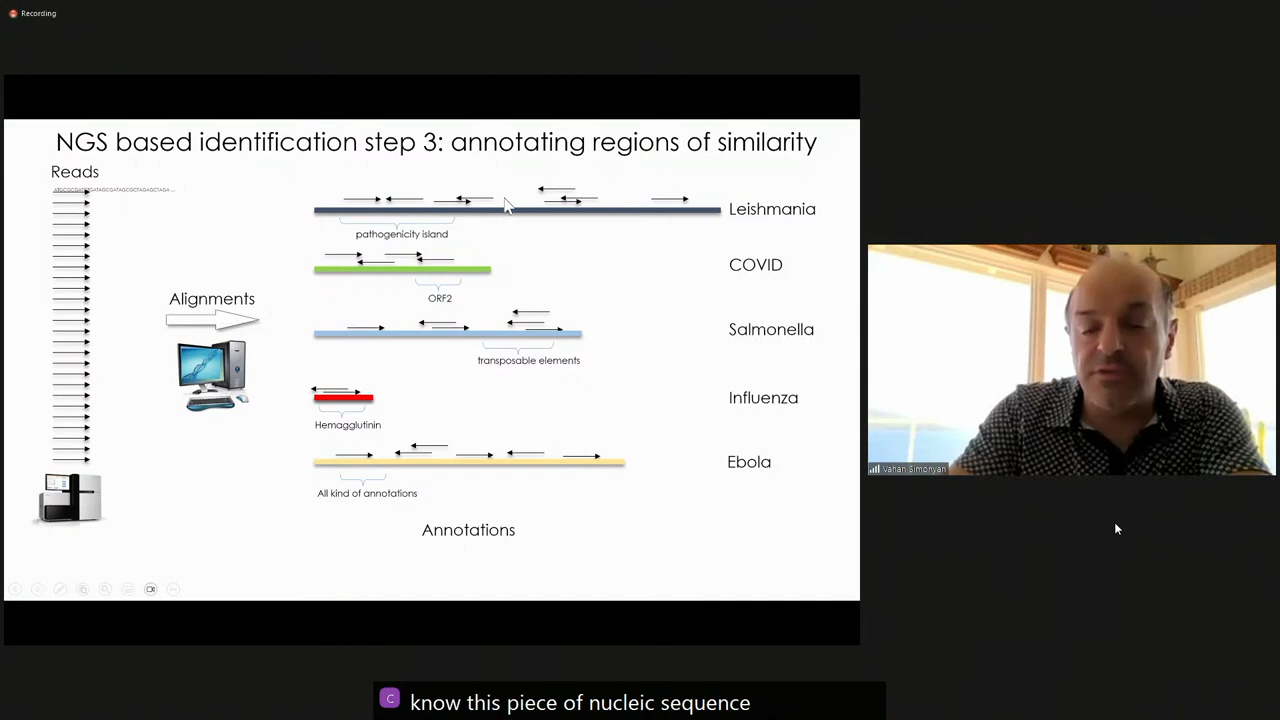 Recording
NGS based identification step 3: annotating regions of similarity
Reads
Leishmania
pathogenicity island
COVID
ORF2
Alignments
Salmonella
transposable elements
Influenza
Hemagglutinin
Ebola
All kind of annotations
Annotations
Vahan Simonyan
C
know this piece of nucleic sequence